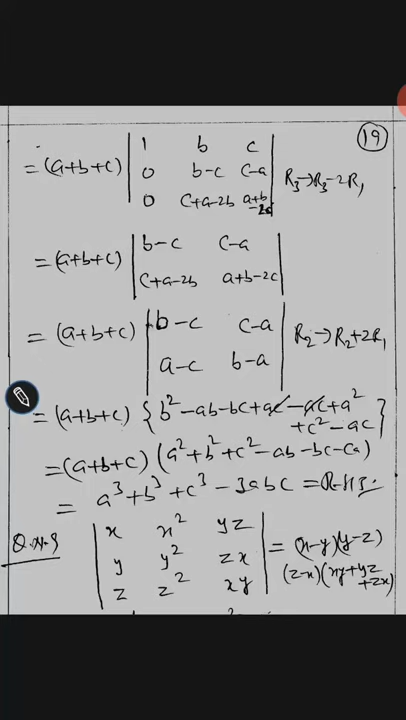 19
= (a+b+c) | 1 b c |
| 0 b-c c-a |
| 0 c+a-2b a+b-2c | R3→R3-2R1
= (a+b+c) | b-c c-a |
| c+a-2b a+b-2c |
= (a+b+c) | b-c c-a |
| a-c b-a | R2→R2+2R1
= (a+b+c) { b²-ab-bc+ac-ac+a²
+c²-ac }
= (a+b+c) (a²+b²+c²-ab-bc-ca)
= a³+b³+c³-3abc = R.H.S.
Q.N.9 | x x² yz |
| y y² zx | = (x-y)(y-z)
| z z² xy | (z-x)(xy+yz
+zx)